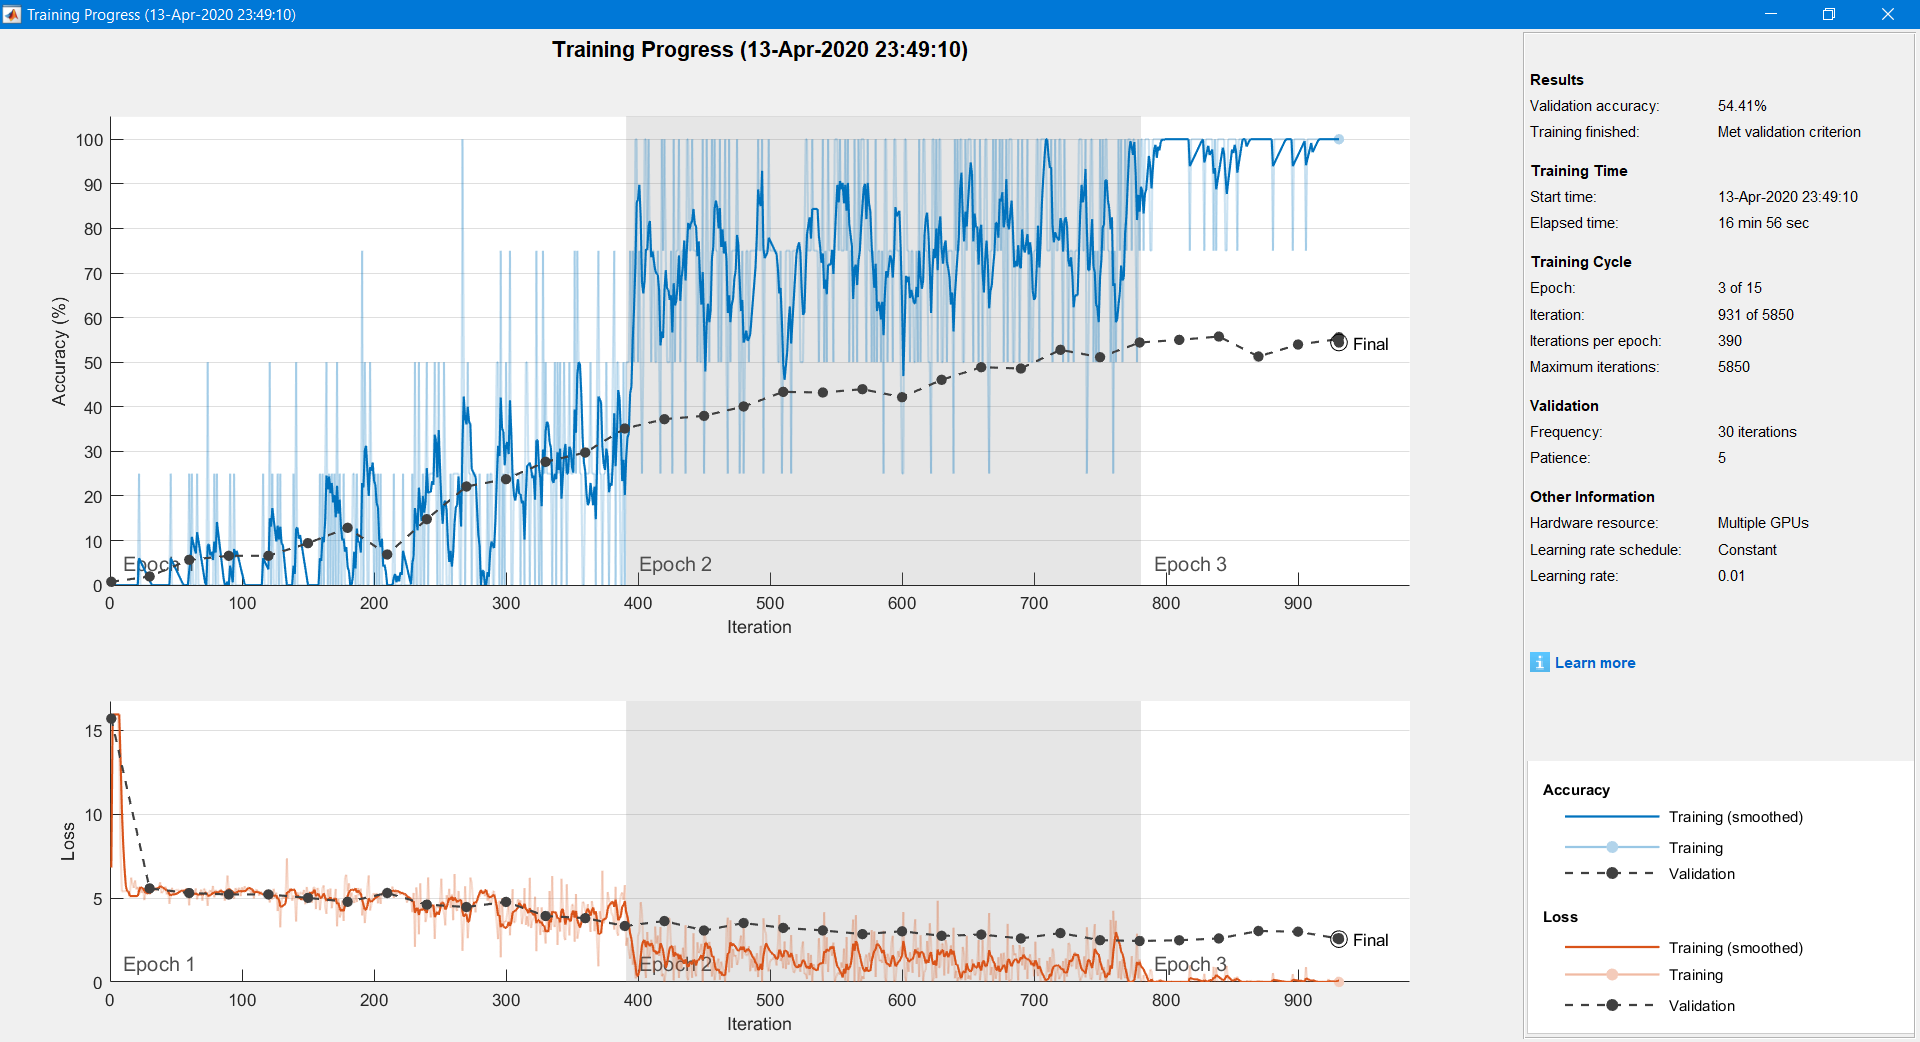 Training Progress (13-Apr-2020 23:49:10)
Training Progress (13-Apr-2020 23:49:10)
Accuracy (%)
100
90
80
70
60
50
40
30
20
10
0
Final
Epoch
Epoch 2
Epoch 3
0 100 200 300 400 500 600 700 800 900
Iteration
Loss
15
10
5
0
Final
Epoch 1
Epoch 2
Epoch 3
0 100 200 300 400 500 600 700 800 900
Iteration
Results
Validation accuracy: 54.41%
Training finished: Met validation criterion
Training Time
Start time: 13-Apr-2020 23:49:10
Elapsed time: 16 min 56 sec
Training Cycle
Epoch: 3 of 15
Iteration: 931 of 5850
Iterations per epoch: 390
Maximum iterations: 5850
Validation
Frequency: 30 iterations
Patience: 5
Other Information
Hardware resource: Multiple GPUs
Learning rate schedule: Constant
Learning rate: 0.01
i Learn more
Accuracy
Training (smoothed)
Training
Validation
Loss
Training (smoothed)
Training
Validation